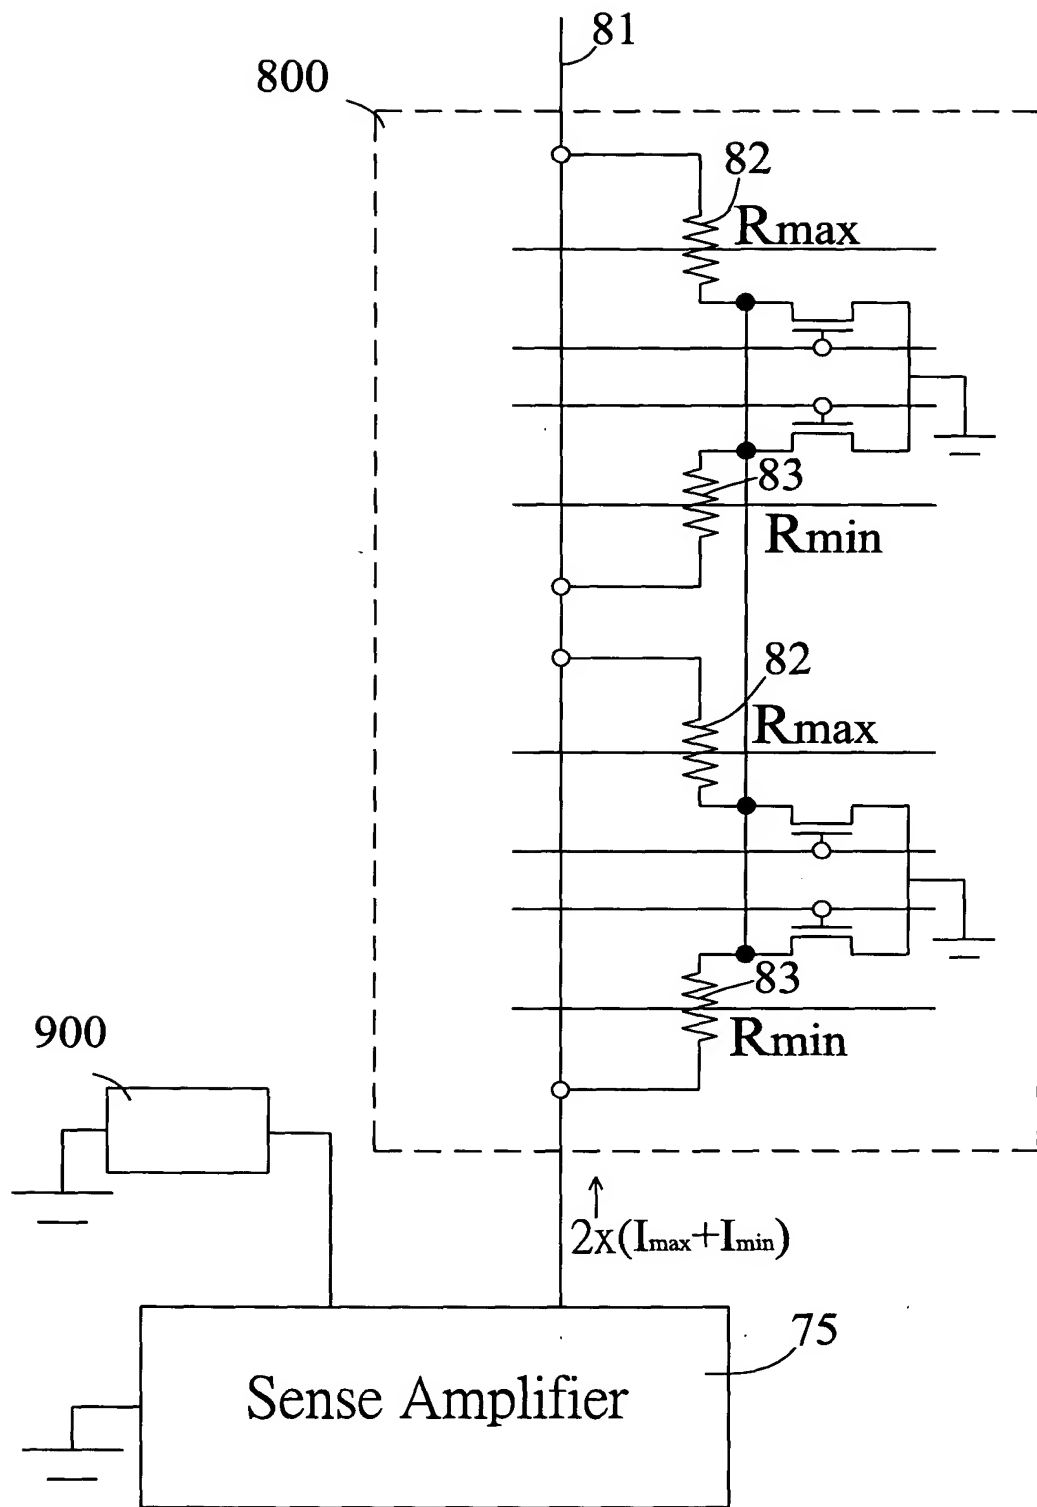 81
800
82
Rmax
83
Rmin
82
Rmax
83
Rmin
900
2x(Imax+Imin)
75
Sense Amplifier